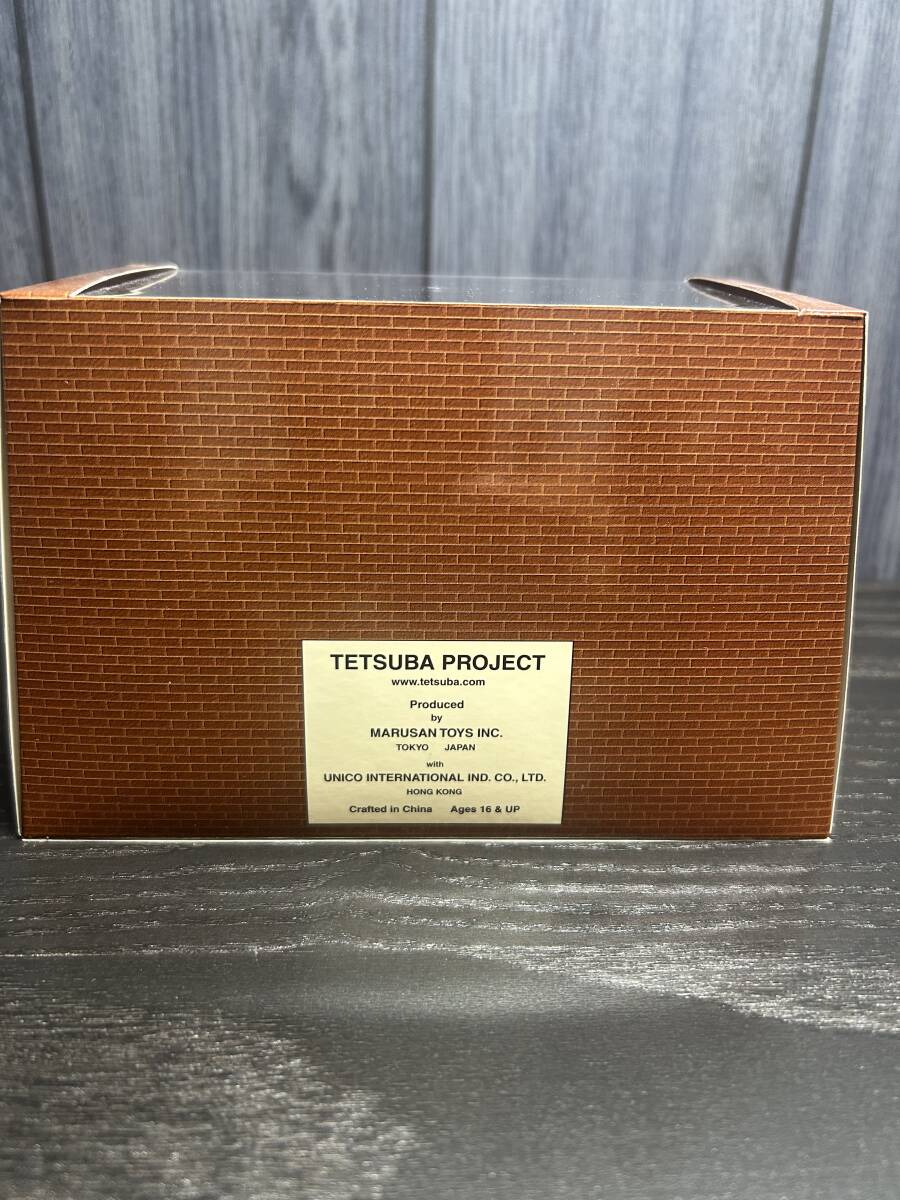 TETSUBA PROJECT
www.tetsuba.com
Produced
by
MARUSAN TOYS INC.
TOKYO JAPAN
with
UNICO INTERNATIONAL IND. CO., LTD.
HONG KONG
Crafted in China Ages 16 & UP